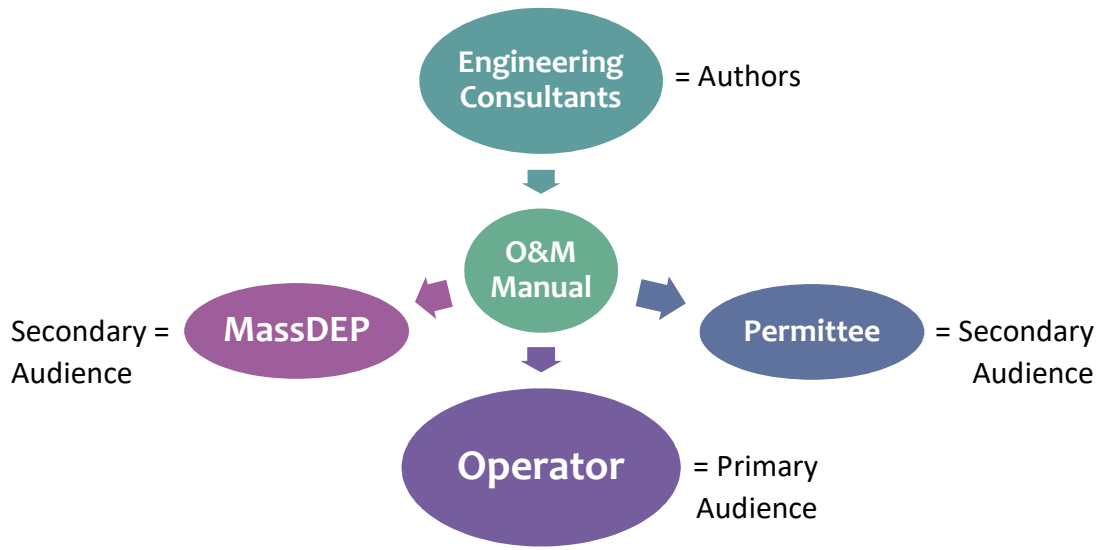 Engineering
Consultants
= Authors
O&M
Manual
Secondary =
Audience
MassDEP
Permittee
= Secondary
Audience
Operator
= Primary
Audience